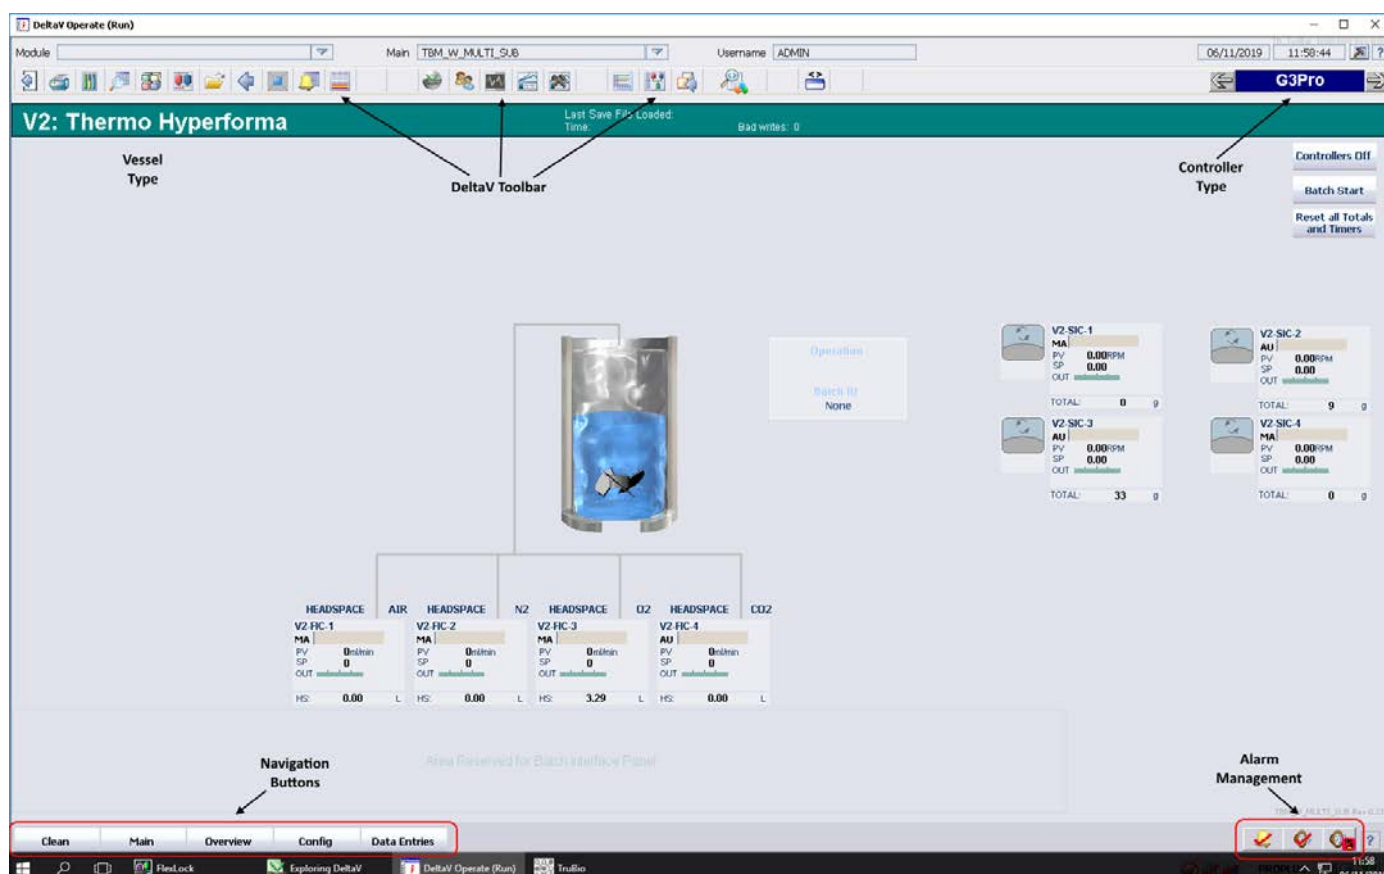 DeltaV Operate (Run)
Module
Main TBM_W_MULTI_SUB
Username ADMIN
06/11/2019 11:58:44
?
G3Pro
V2: Thermo Hyperforma
Last Save File Loaded:
Time:
Bad writes: 0
Vessel
Type
DeltaV Toolbar
Controller
Type
Controllers Off
Batch Start
Reset all Totals
and Timers
Operation
Batch ID
None
V2-SIC-1
MA
PV 0.00RPM
SP 0.00
OUT
TOTAL: 0 g
V2-SIC-2
AU
PV 0.00RPM
SP 0.00
OUT
TOTAL: 9 g
V2-SIC-3
AU
PV 0.00RPM
SP 0.00
OUT
TOTAL: 33 g
V2-SIC-4
MA
PV 0.00RPM
SP 0.00
OUT
TOTAL: 0 g
HEADSPACE AIR
V2-FIC-1
MA
PV 0ml/min
SP 0
OUT
HS: 0.00 L
HEADSPACE N2
V2-FIC-2
MA
PV 0ml/min
SP 0
OUT
HS: 0.00 L
HEADSPACE O2
V2-FIC-3
MA
PV 0ml/min
SP 0
OUT
HS: 3.29 L
HEADSPACE CO2
V2-FIC-4
AU
PV 0ml/min
SP 0
OUT
HS: 0.00 L
Area Reserved for Batch Interface Panel
Navigation
Buttons
Alarm
Management
Clean
Main
Overview
Config
Data Entries
?
FlexLock
Exploring DeltaV
DeltaV Operate (Run)
TruBio
11:58